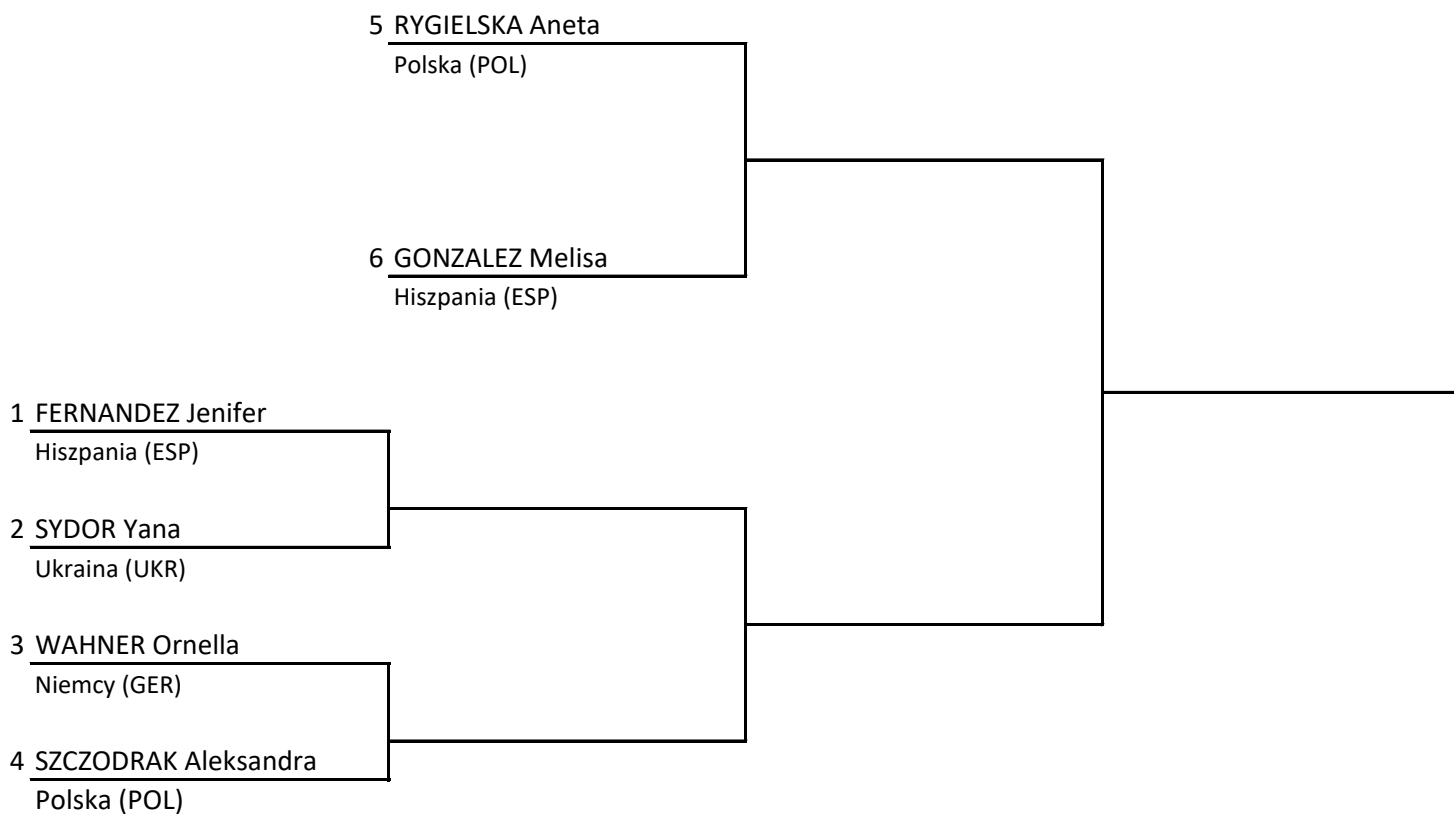 5 RYGIELSKA Aneta
Polska (POL)
6 GONZALEZ Melisa
Hiszpania (ESP)
1 FERNANDEZ Jenifer
Hiszpania (ESP)
2 SYDOR Yana
Ukraina (UKR)
3 WAHNER Ornella
Niemcy (GER)
4 SZCZODRAK Aleksandra
Polska (POL)